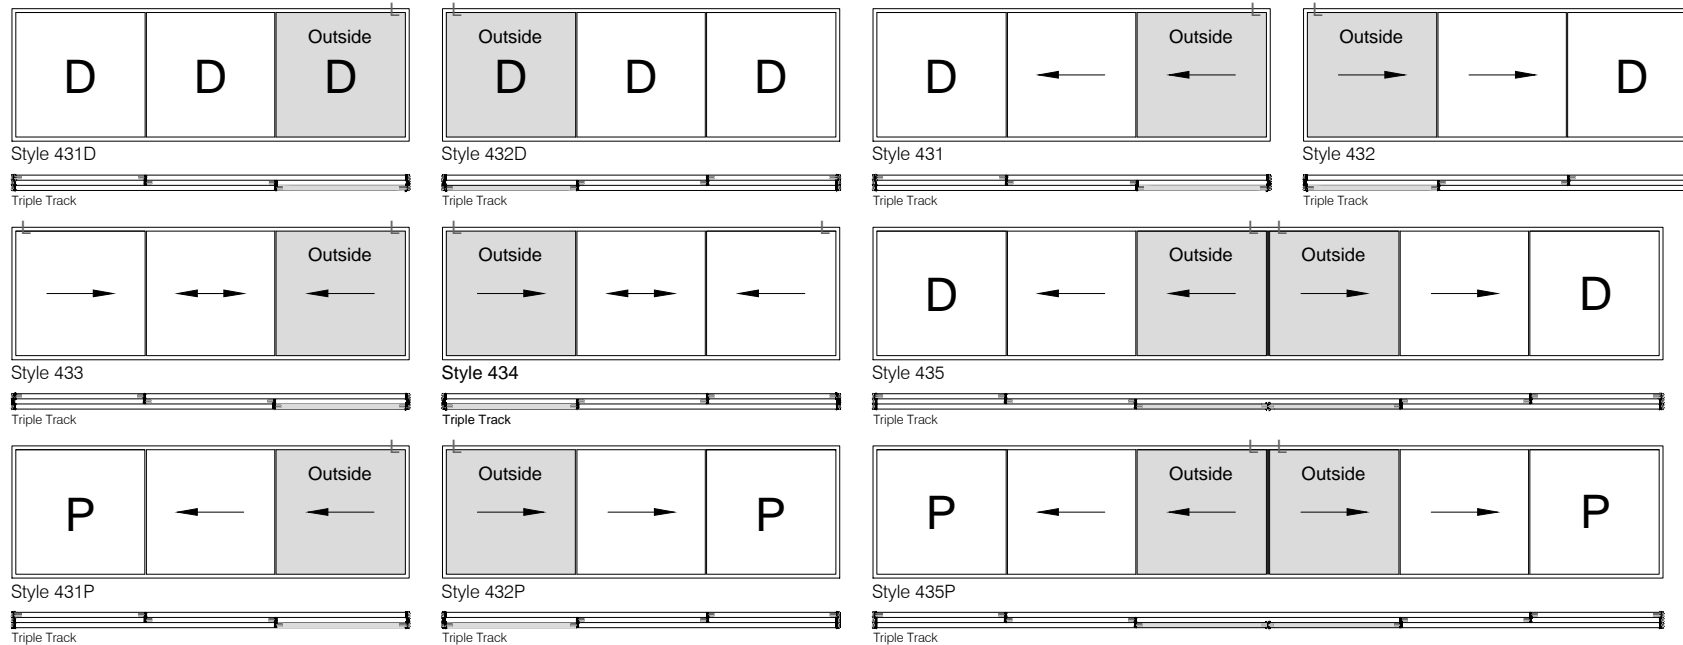 Outside
D D D
Style 431D
Triple Track
Outside
D D D
Style 432D
Triple Track
Outside
D
Style 431
Triple Track
Outside
D
Style 432
Triple Track
Outside
Style 433
Triple Track
Outside
Style 434
Triple Track
Outside Outside
D D
Style 435
Triple Track
Outside
P
Style 431P
Triple Track
Outside
P
Style 432P
Triple Track
Outside Outside
P P
Style 435P
Triple Track